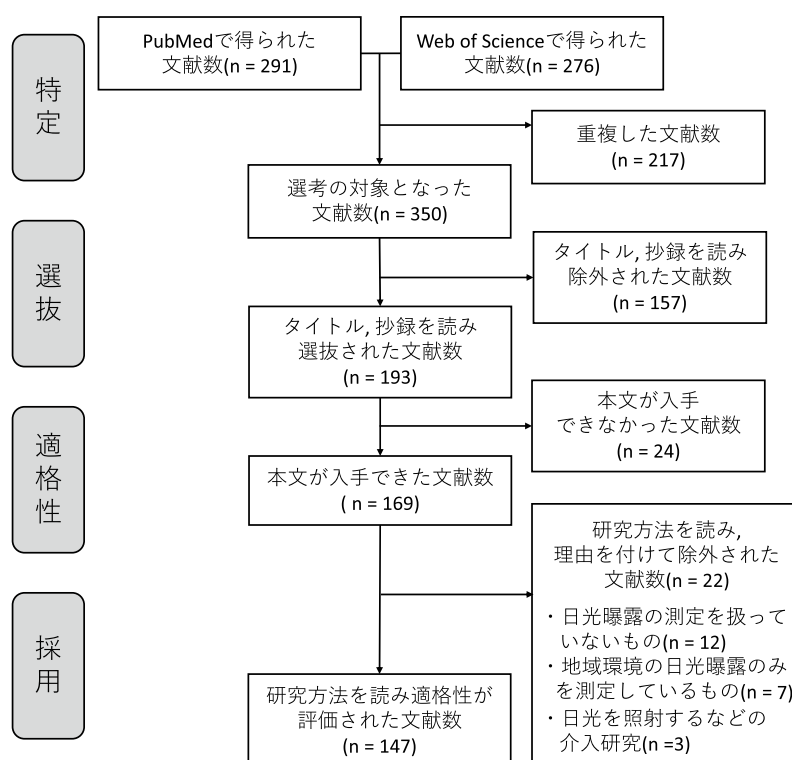 特定
PubMedで得られた
文献数(n = 291)
Web of Scienceで得られた
文献数(n = 276)
重複した文献数
(n = 217)
選考の対象となった
文献数(n = 350)
選抜
タイトル, 抄録を読み
除外された文献数
(n = 157)
タイトル, 抄録を読み
選抜された文献数
(n = 193)
適格性
本文が入手
できなかった文献数
(n = 24)
本文が入手できた文献数
( n = 169)
採用
研究方法を読み,
理由を付けて除外された
文献数(n = 22)
・日光曝露の測定を扱って
いないもの(n = 12)
・地域環境の日光曝露のみ
を測定しているもの(n = 7)
・日光を照射するなどの
介入研究(n =3)
研究方法を読み適格性が
評価された文献数
(n = 147)